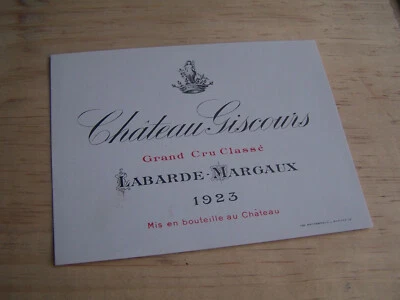 Château Giscours
Grand Cru Classé
LABARDE-MARGAUX
1923
Mis en bouteille au Château